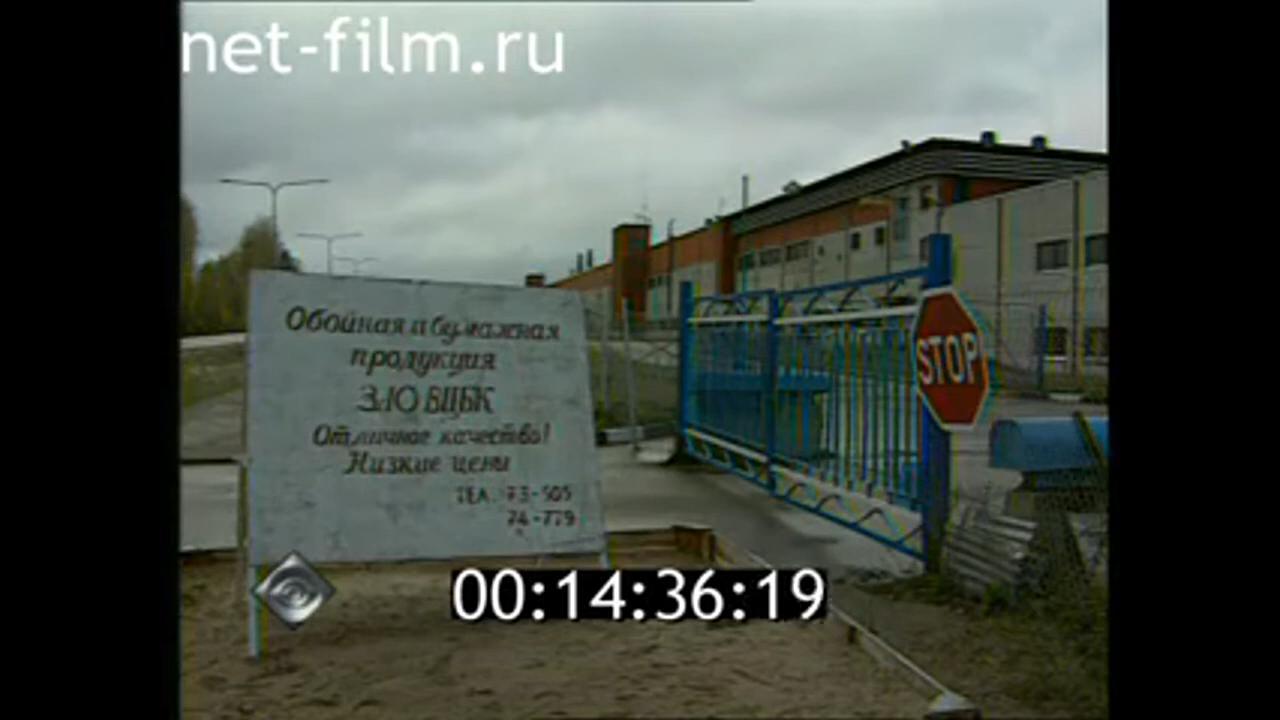 net-film.ru
Обойная и бумажная
продукция
ЗАО ВЦБК
Отличное качество!
Низкие цены
ТЕЛ. 73-505
74-779
STOP
00:14:36:19